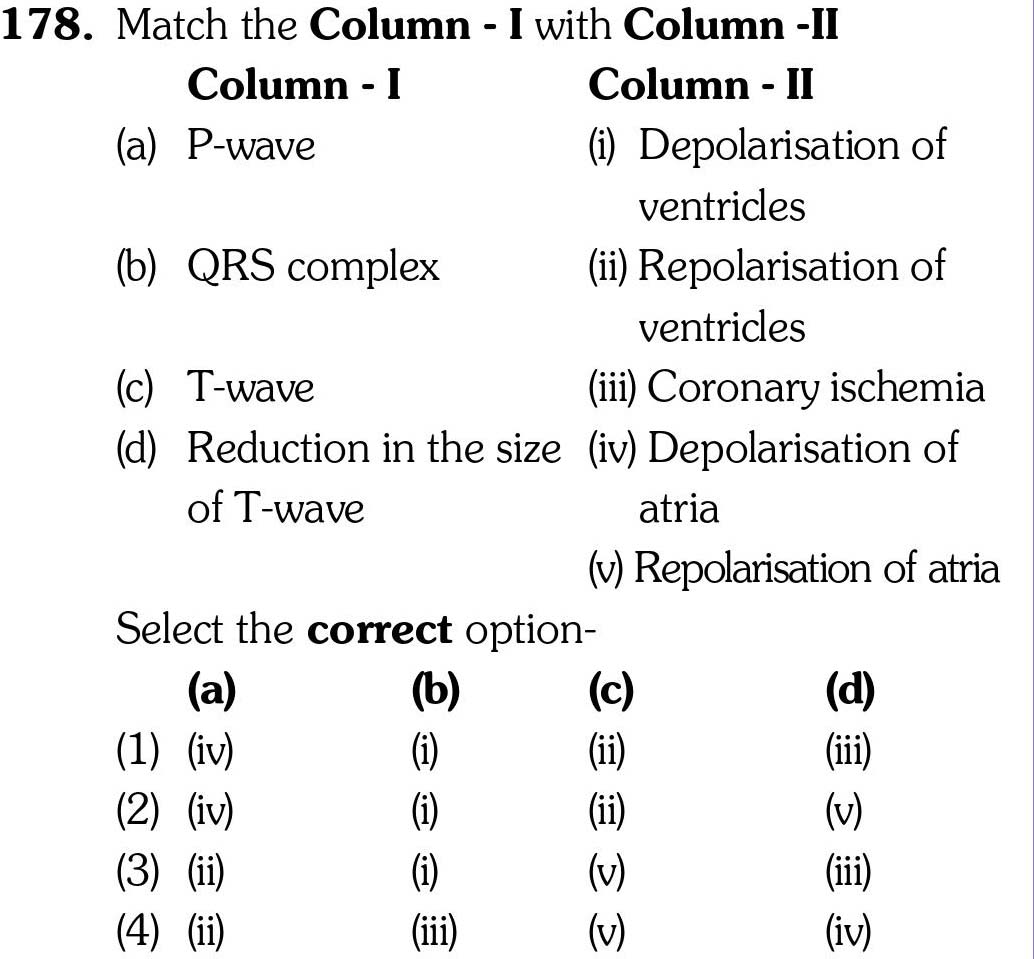 178. Match the Column - I with Column -II
Column - I Column - II
(a) P-wave (i) Depolarisation of
ventricles
(b) QRS complex (ii) Repolarisation of
ventricles
(c) T-wave (iii) Coronary ischemia
(d) Reduction in the size (iv) Depolarisation of
of T-wave atria
(v) Repolarisation of atria
Select the correct option-
(a) (b) (c) (d)
(1) (iv) (i) (ii) (iii)
(2) (iv) (i) (ii) (v)
(3) (ii) (i) (v) (iii)
(4) (ii) (iii) (v) (iv)